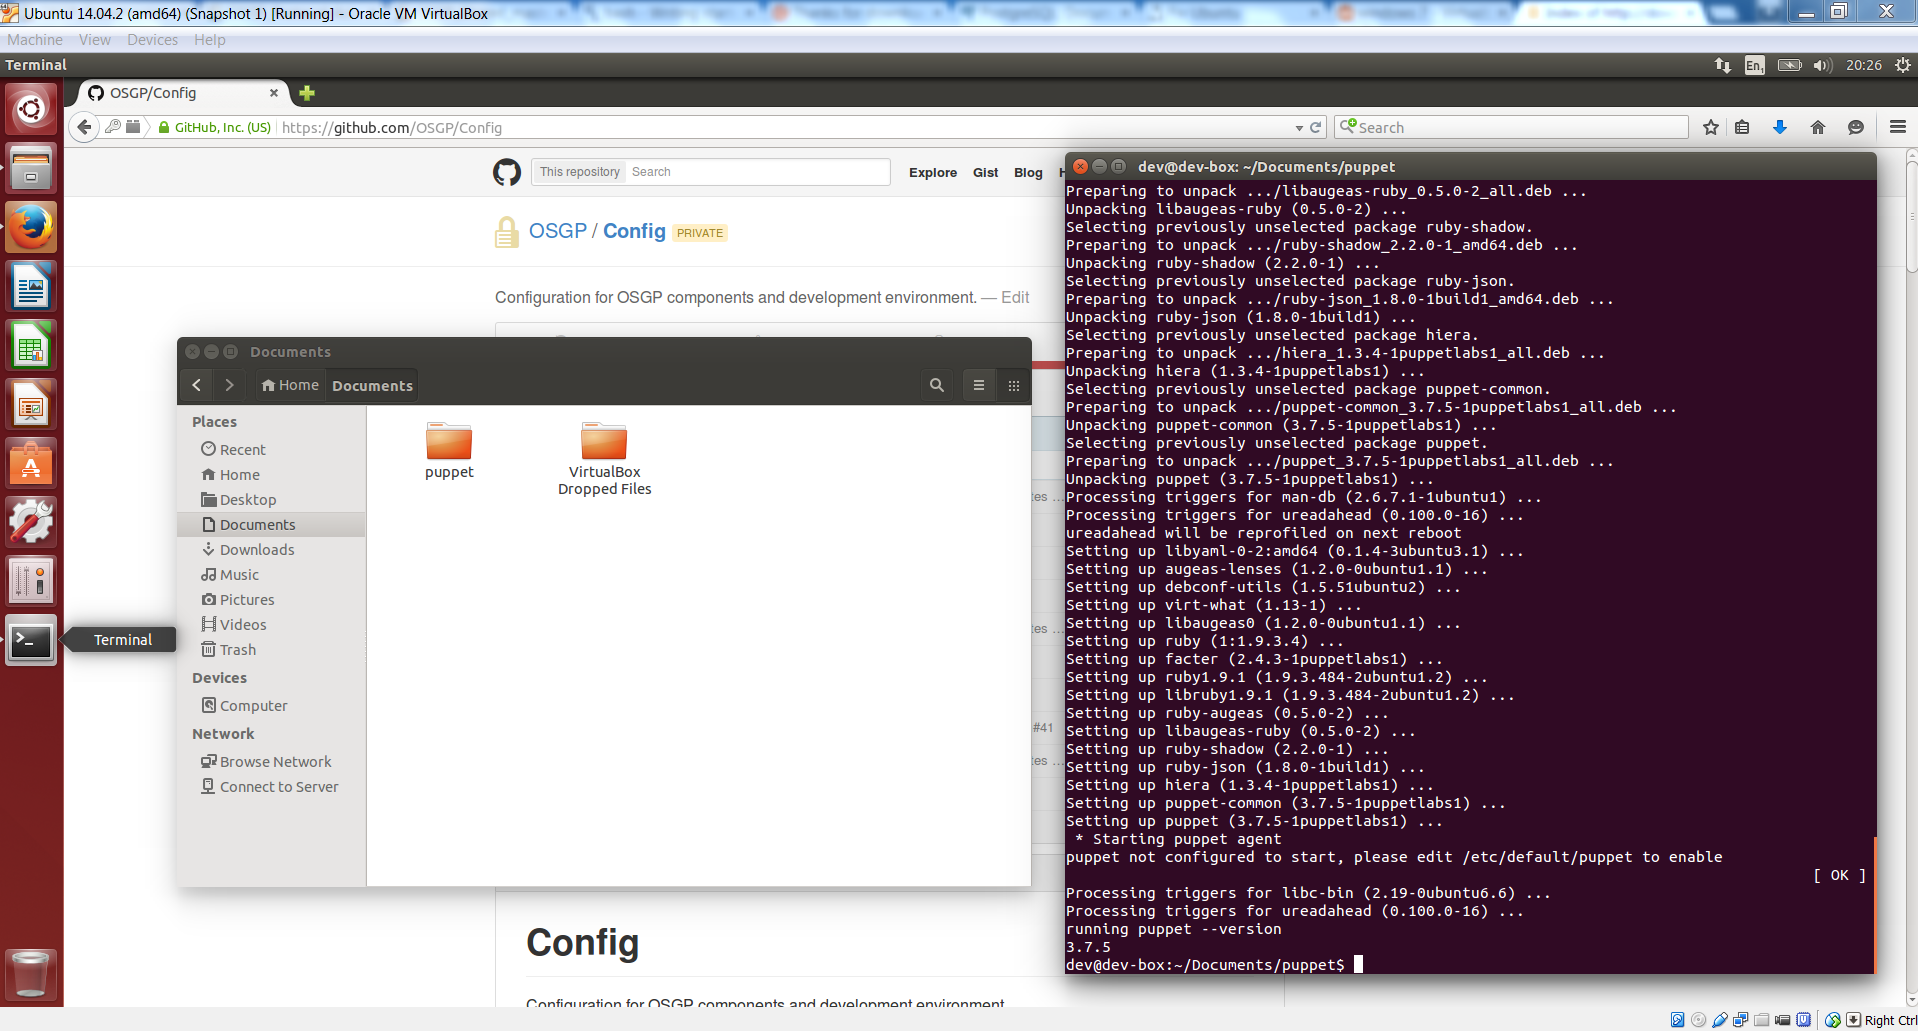 Ubuntu 14.04.2 (amd64) (Snapshot 1) [Running] - Oracle VM VirtualBox
Machine View Devices Help
Terminal
En1
20:26
OSGP/Config
GitHub, Inc. (US)
https://github.com/OSGP/Config
Search
This repository
Search
Explore
Gist
Blog
OSGP / Config
PRIVATE
Configuration for OSGP components and development environment. — Edit
Documents
Home
Documents
Places
Recent
Home
Desktop
Documents
Downloads
Music
Pictures
Videos
Trash
Devices
Computer
Network
Browse Network
Connect to Server
puppet
VirtualBox
Dropped Files
Terminal
#41
Config
Configuration for OSGP components and development environment
dev@dev-box: ~/Documents/puppet
Preparing to unpack .../libaugeas-ruby_0.5.0-2_all.deb ...
Unpacking libaugeas-ruby (0.5.0-2) ...
Selecting previously unselected package ruby-shadow.
Preparing to unpack .../ruby-shadow_2.2.0-1_amd64.deb ...
Unpacking ruby-shadow (2.2.0-1) ...
Selecting previously unselected package ruby-json.
Preparing to unpack .../ruby-json_1.8.0-1build1_amd64.deb ...
Unpacking ruby-json (1.8.0-1build1) ...
Selecting previously unselected package hiera.
Preparing to unpack .../hiera_1.3.4-1puppetlabs1_all.deb ...
Unpacking hiera (1.3.4-1puppetlabs1) ...
Selecting previously unselected package puppet-common.
Preparing to unpack .../puppet-common_3.7.5-1puppetlabs1_all.deb ...
Unpacking puppet-common (3.7.5-1puppetlabs1) ...
Selecting previously unselected package puppet.
Preparing to unpack .../puppet_3.7.5-1puppetlabs1_all.deb ...
Unpacking puppet (3.7.5-1puppetlabs1) ...
Processing triggers for man-db (2.6.7.1-1ubuntu1) ...
Processing triggers for ureadahead (0.100.0-16) ...
ureadahead will be reprofiled on next reboot
Setting up libyaml-0-2:amd64 (0.1.4-3ubuntu3.1) ...
Setting up augeas-lenses (1.2.0-0ubuntu1.1) ...
Setting up debconf-utils (1.5.51ubuntu2) ...
Setting up virt-what (1.13-1) ...
Setting up libaugeas0 (1.2.0-0ubuntu1.1) ...
Setting up ruby (1:1.9.3.4) ...
Setting up facter (2.4.3-1puppetlabs1) ...
Setting up ruby1.9.1 (1.9.3.484-2ubuntu1.2) ...
Setting up libruby1.9.1 (1.9.3.484-2ubuntu1.2) ...
Setting up ruby-augeas (0.5.0-2) ...
Setting up libaugeas-ruby (0.5.0-2) ...
Setting up ruby-shadow (2.2.0-1) ...
Setting up ruby-json (1.8.0-1build1) ...
Setting up hiera (1.3.4-1puppetlabs1) ...
Setting up puppet-common (3.7.5-1puppetlabs1) ...
Setting up puppet (3.7.5-1puppetlabs1) ...
* Starting puppet agent
puppet not configured to start, please edit /etc/default/puppet to enable
[ OK ]
Processing triggers for libc-bin (2.19-0ubuntu6.6) ...
Processing triggers for ureadahead (0.100.0-16) ...
running puppet --version
3.7.5
dev@dev-box:~/Documents/puppet$
Right Ctrl